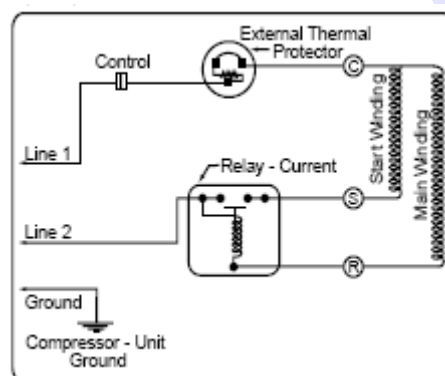 External Thermal
Protector
Control
C
Line 1
Start Winding
Main Winding
Relay - Current
S
Line 2
R
Ground
Compressor - Unit
Ground